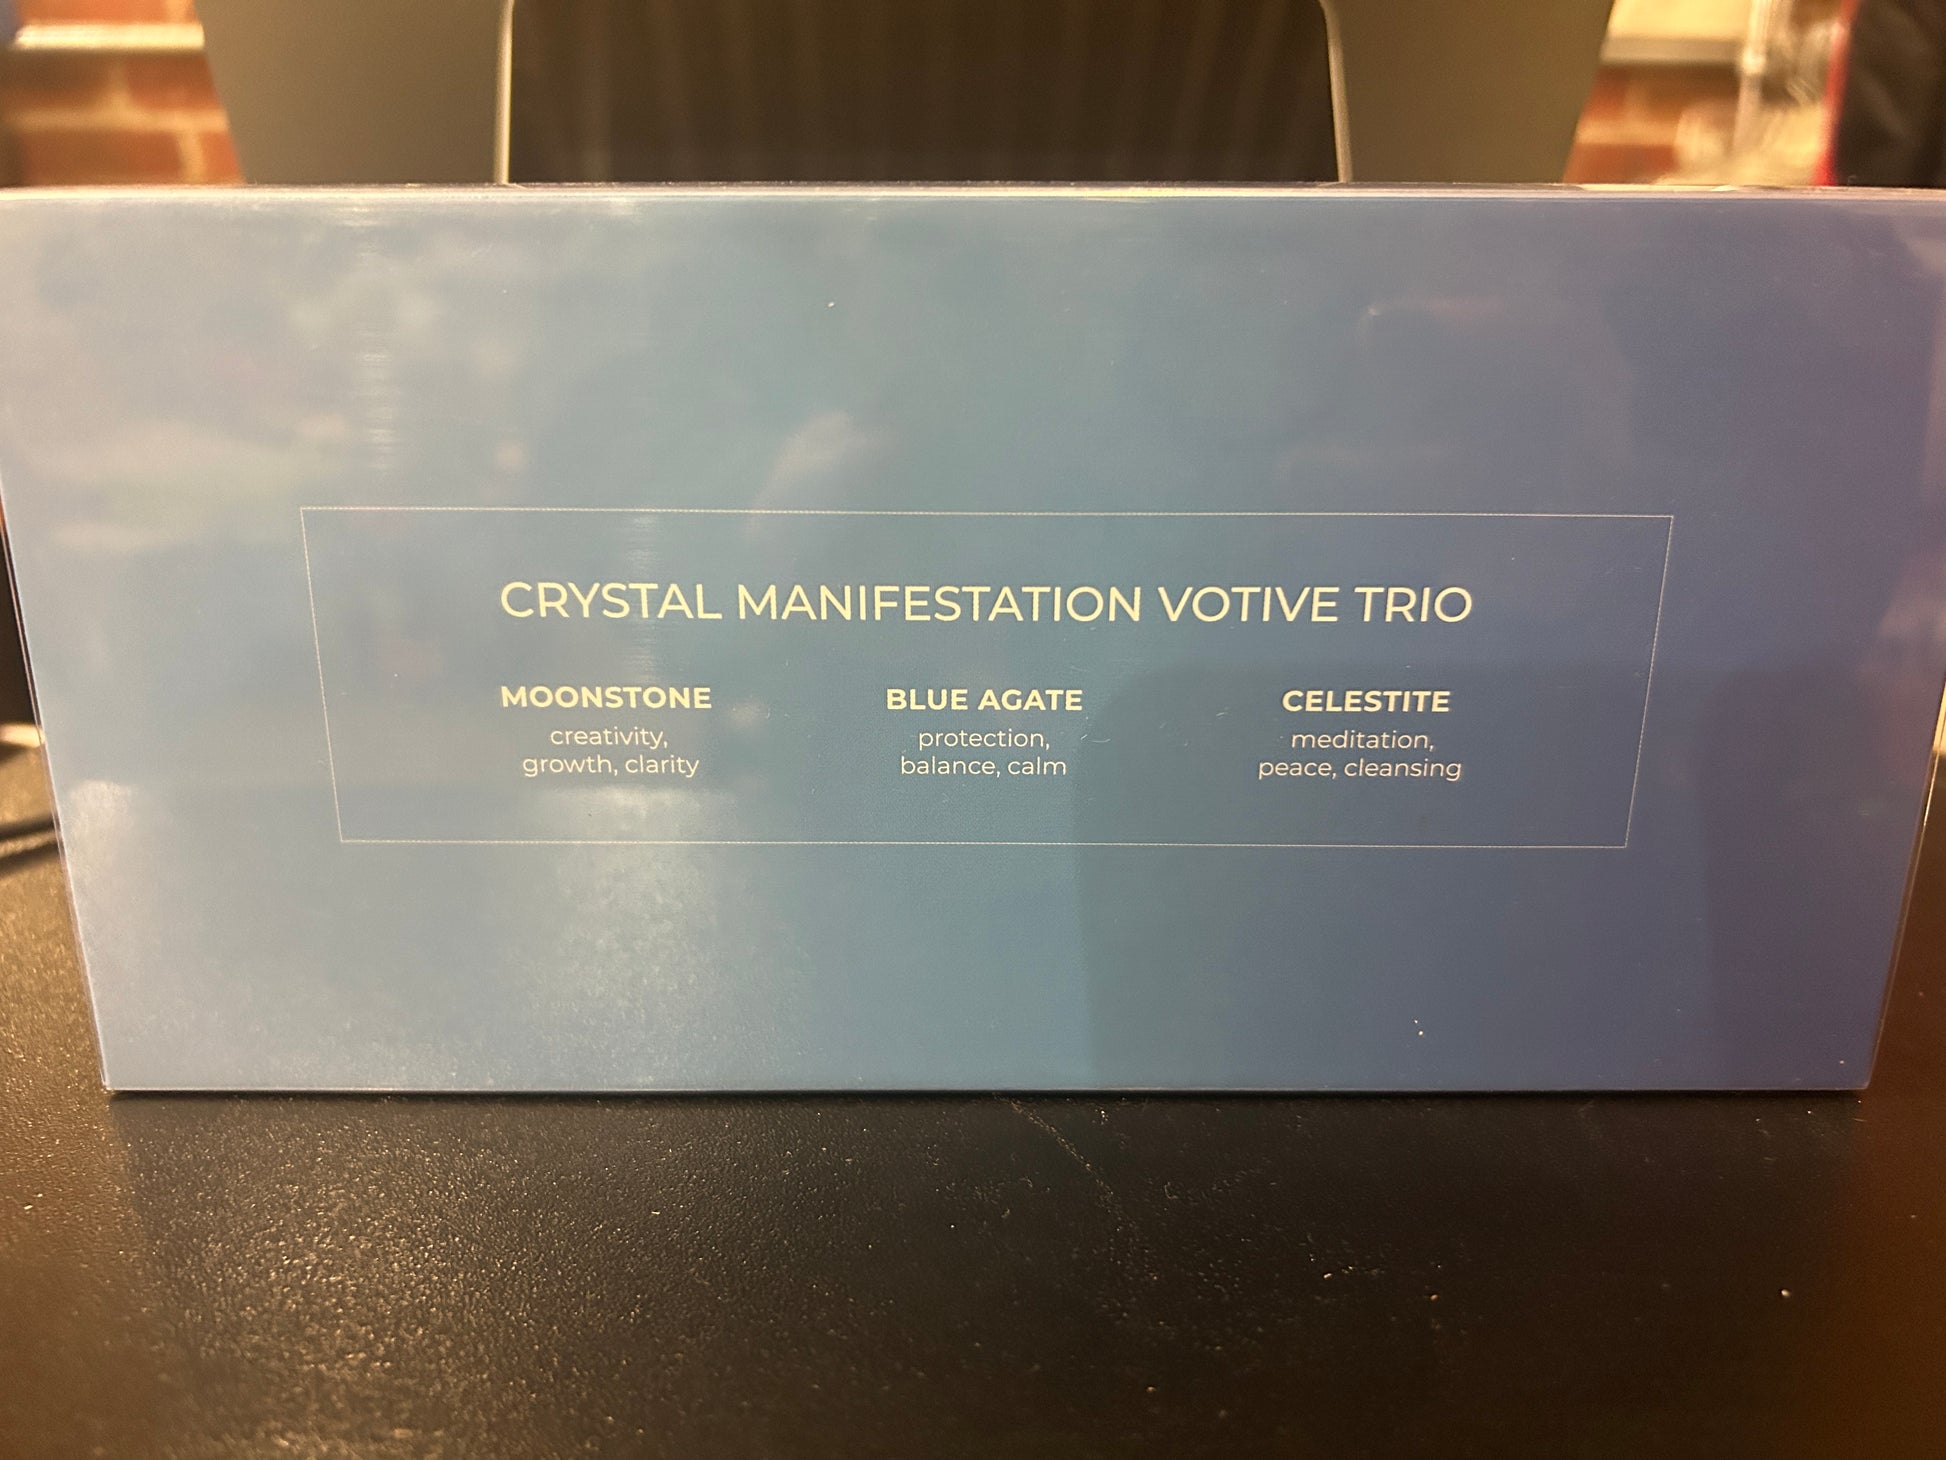 CRYSTAL MANIFESTATION VOTIVE TRIO
MOONSTONE
creativity,
growth, clarity
BLUE AGATE
protection,
balance, calm
CELESTITE
meditation,
peace, cleansing